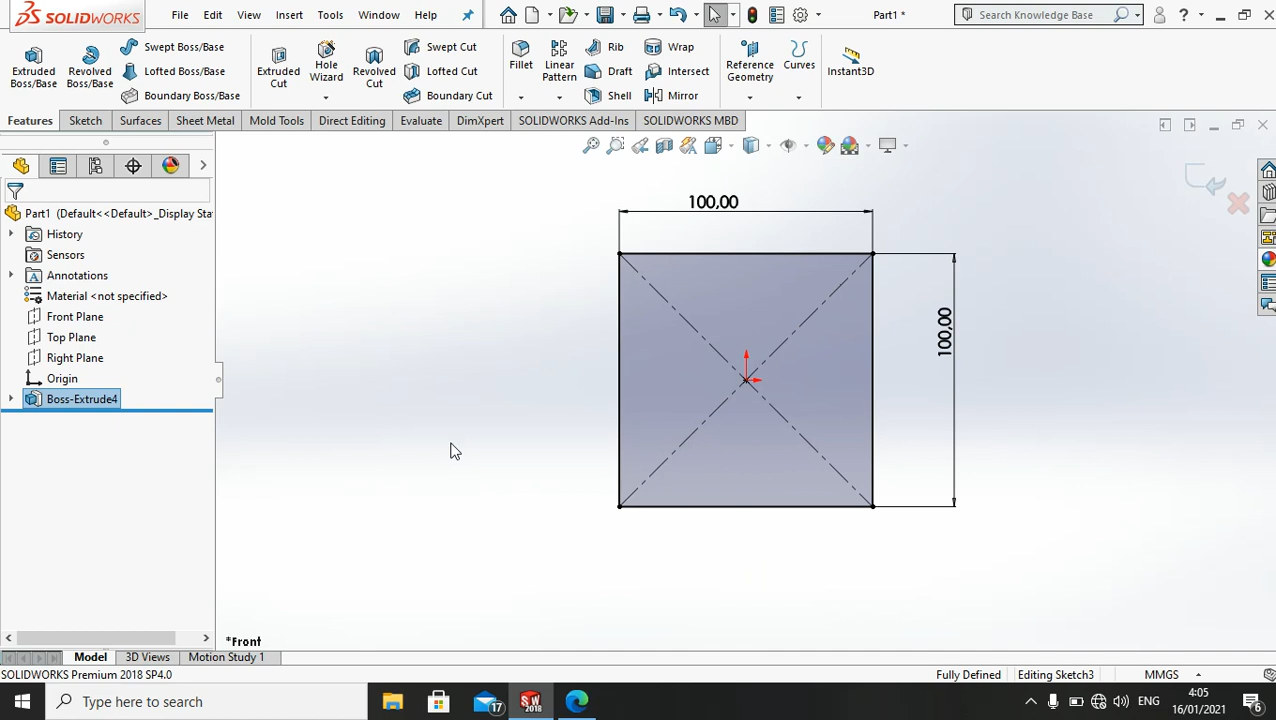 SOLIDWORKS
File
Edit
View
Insert
Tools
Window
Help
Part1 *
Search Knowledge Base
?
Extruded Boss/Base
Revolved Boss/Base
Swept Boss/Base
Lofted Boss/Base
Boundary Boss/Base
Extruded Cut
Hole Wizard
Revolved Cut
Swept Cut
Lofted Cut
Boundary Cut
Fillet
Linear Pattern
Rib
Draft
Shell
Wrap
Intersect
Mirror
Reference Geometry
Curves
Instant3D
Features
Sketch
Surfaces
Sheet Metal
Mold Tools
Direct Editing
Evaluate
DimXpert
SOLIDWORKS Add-Ins
SOLIDWORKS MBD
Part1 (Default<<Default>_Display Sta
History
Sensors
Annotations
Material <not specified>
Front Plane
Top Plane
Right Plane
Origin
Boss-Extrude4
100,00
100,00
*Front
Model
3D Views
Motion Study 1
SOLIDWORKS Premium 2018 SP4.0
Fully Defined
Editing Sketch3
MMGS
Type here to search
17
SW
2018
ENG
4:05
16/01/2021
6